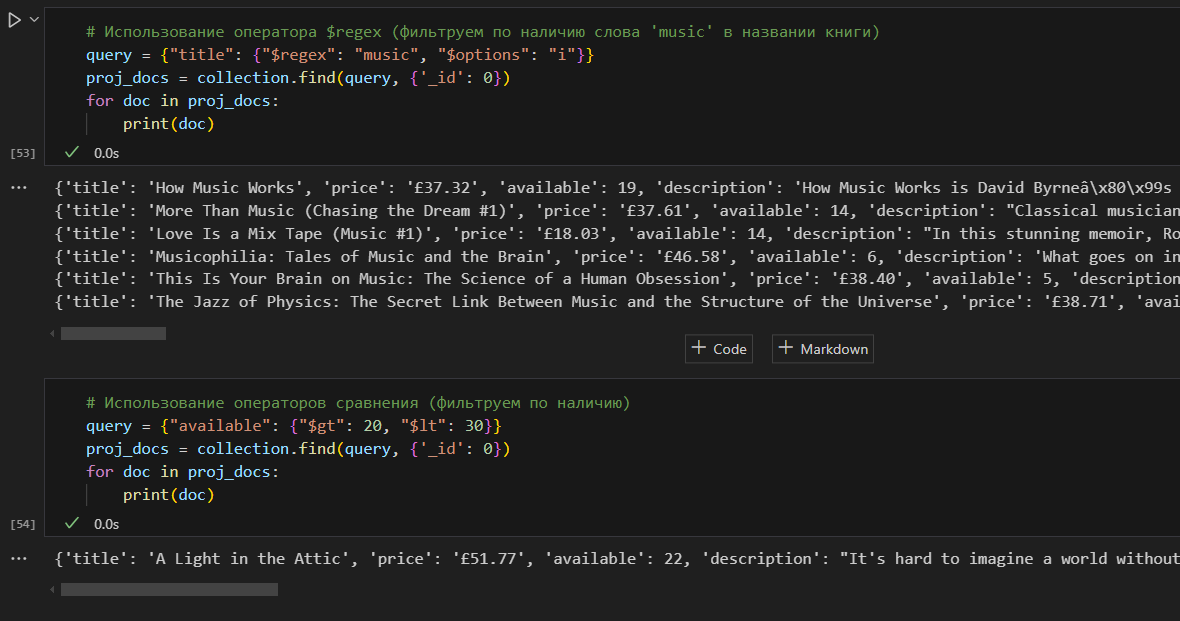 # Использование оператора $regex (фильтруем по наличию слова 'music' в названии книги)
query = {"title": {"$regex": "music", "$options": "i"}}
proj_docs = collection.find(query, {'_id': 0})
for doc in proj_docs:
    print(doc)
[53] 0.0s
{'title': 'How Music Works', 'price': '£37.32', 'available': 19, 'description': 'How Music Works is David Byrneâ\x80\x99s
{'title': 'More Than Music (Chasing the Dream #1)', 'price': '£37.61', 'available': 14, 'description': "Classical musician
{'title': 'Love Is a Mix Tape (Music #1)', 'price': '£18.03', 'available': 14, 'description': "In this stunning memoir, Ro
{'title': 'Musicophilia: Tales of Music and the Brain', 'price': '£46.58', 'available': 6, 'description': 'What goes on in
{'title': 'This Is Your Brain on Music: The Science of a Human Obsession', 'price': '£38.40', 'available': 5, 'description
{'title': 'The Jazz of Physics: The Secret Link Between Music and the Structure of the Universe', 'price': '£38.71', 'avai
+ Code + Markdown
# Использование операторов сравнения (фильтруем по наличию)
query = {"available": {"$gt": 20, "$lt": 30}}
proj_docs = collection.find(query, {'_id': 0})
for doc in proj_docs:
    print(doc)
[54] 0.0s
{'title': 'A Light in the Attic', 'price': '£51.77', 'available': 22, 'description': "It's hard to imagine a world without